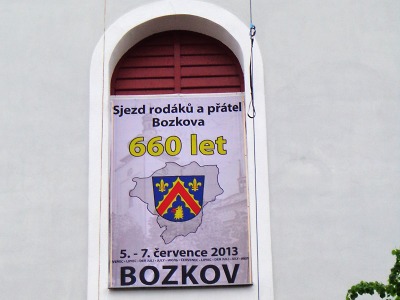 Sjezd rodáků a přátel
Bozkova
660 let
5. - 7. července 2013
BOZKOV